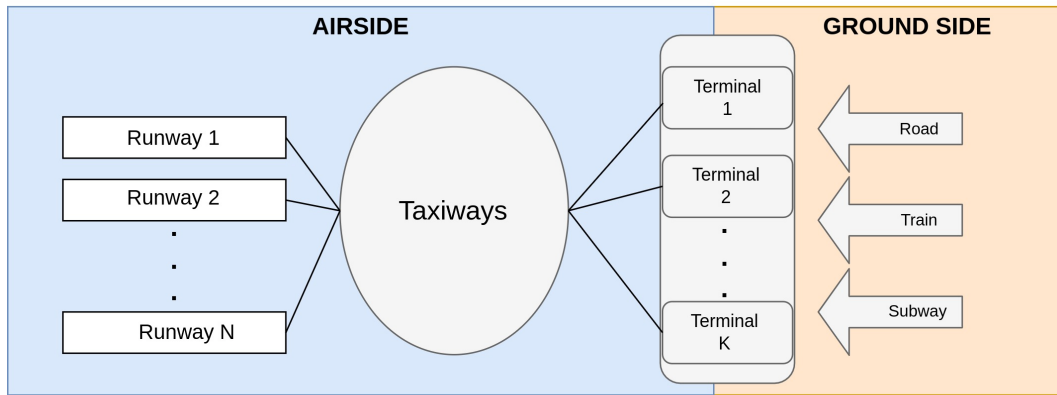 AIRSIDE
GROUND SIDE
Runway 1
Runway 2
.
.
.
Runway N
Taxiways
Terminal
1
Terminal
2
.
.
.
Terminal
K
Road
Train
Subway